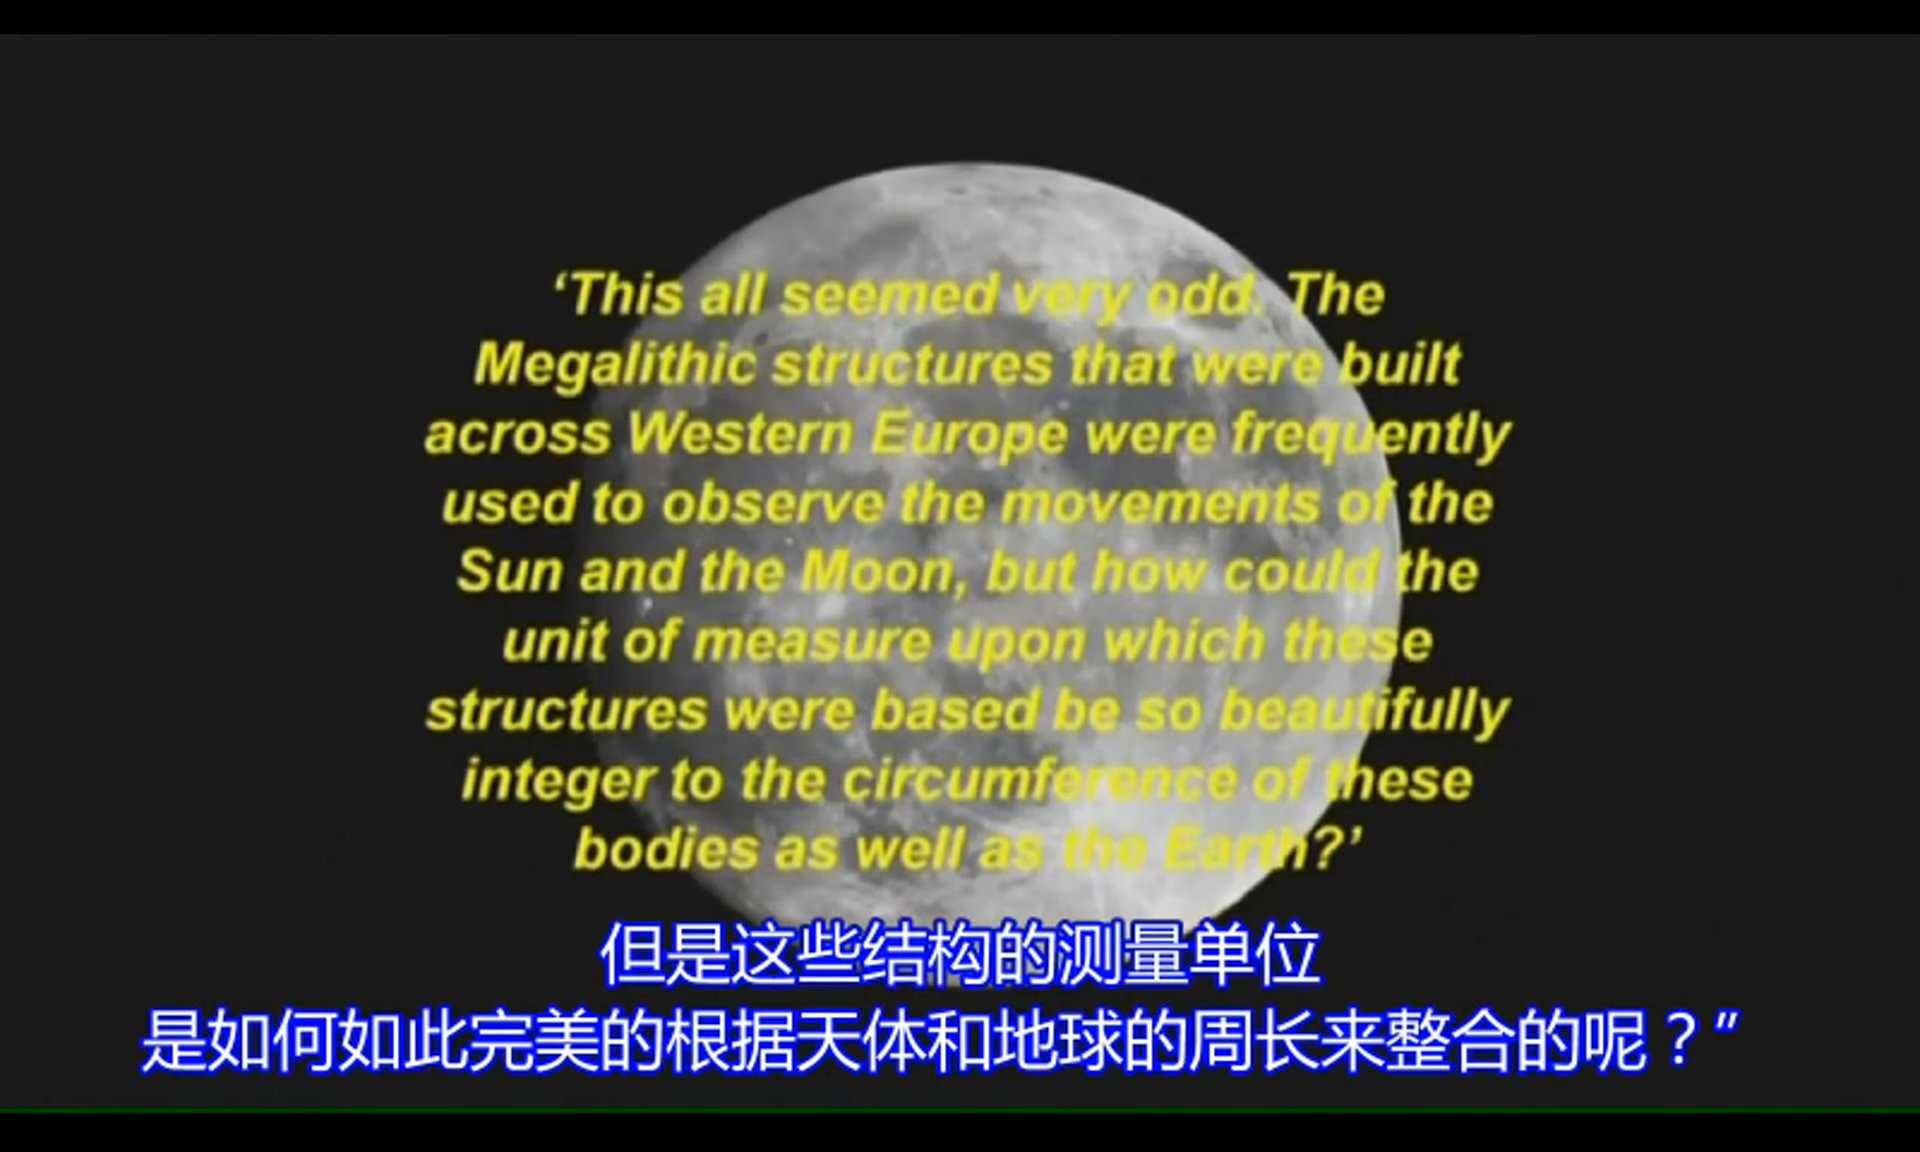 ‘This all seemed very odd. The
Megalithic structures that were built
across Western Europe were frequently
used to observe the movements of the
Sun and the Moon, but how could the
unit of measure upon which these
structures were based be so beautifully
integer to the circumference of these
bodies as well as the Earth?’
但是这些结构的测量单位
是如何如此完美的根据天体和地球的周长来整合的呢？”